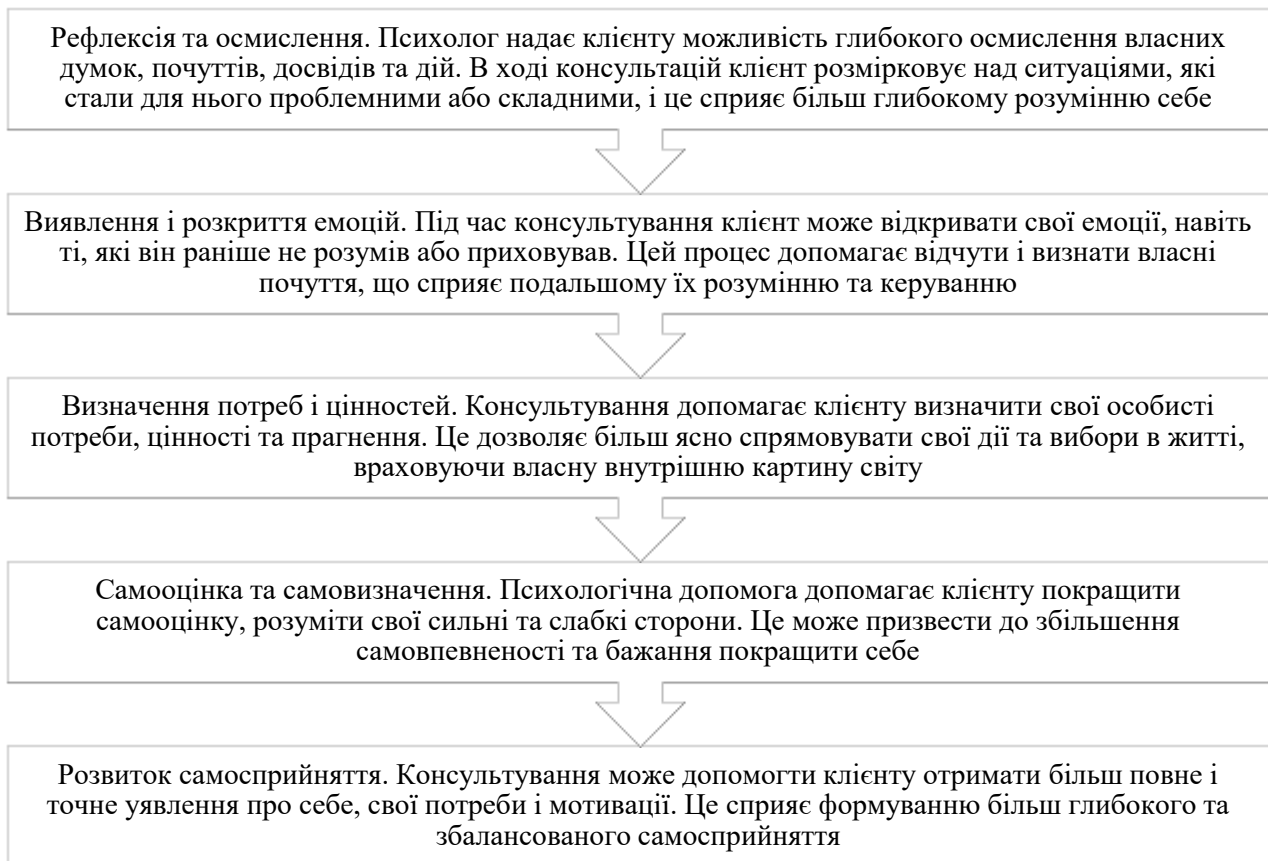 Рефлексія та осмислення. Психолог надає клієнту можливість глибокого осмислення власних
думок, почуттів, досвідів та дій. В ході консультацій клієнт розмірковує над ситуаціями, які
стали для нього проблемними або складними, і це сприяє більш глибокому розумінню себе
Виявлення і розкриття емоцій. Під час консультування клієнт може відкривати свої емоції, навіть
ті, які він раніше не розумів або приховував. Цей процес допомагає відчути і визнати власні
почуття, що сприяє подальшому їх розумінню та керуванню
Визначення потреб і цінностей. Консультування допомагає клієнту визначити свої особисті
потреби, цінності та прагнення. Це дозволяє більш ясно спрямовувати свої дії та вибори в житті,
враховуючи власну внутрішню картину світу
Самооцінка та самовизначення. Психологічна допомога допомагає клієнту покращити
самооцінку, розуміти свої сильні та слабкі сторони. Це може призвести до збільшення
самовпевненості та бажання покращити себе
Розвиток самосприйняття. Консультування може допомогти клієнту отримати більш повне і
точне уявлення про себе, свої потреби і мотивації. Це сприяє формуванню більш глибокого та
збалансованого самосприйняття